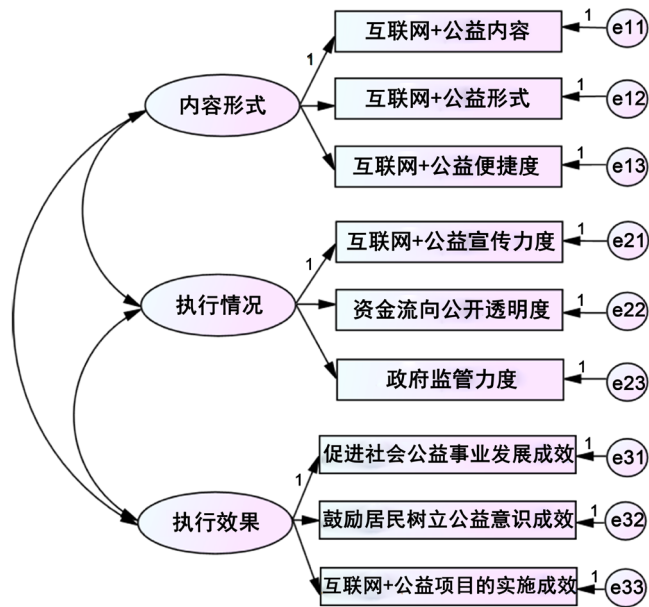 内容形式
1
互联网+公益内容
1
e11
互联网+公益形式
1
e12
互联网+公益便捷度
1
e13
执行情况
1
互联网+公益宣传力度
1
e21
资金流向公开透明度
1
e22
政府监管力度
1
e23
执行效果
1
促进社会公益事业发展成效
1
e31
鼓励居民树立公益意识成效
1
e32
互联网+公益项目的实施成效
1
e33